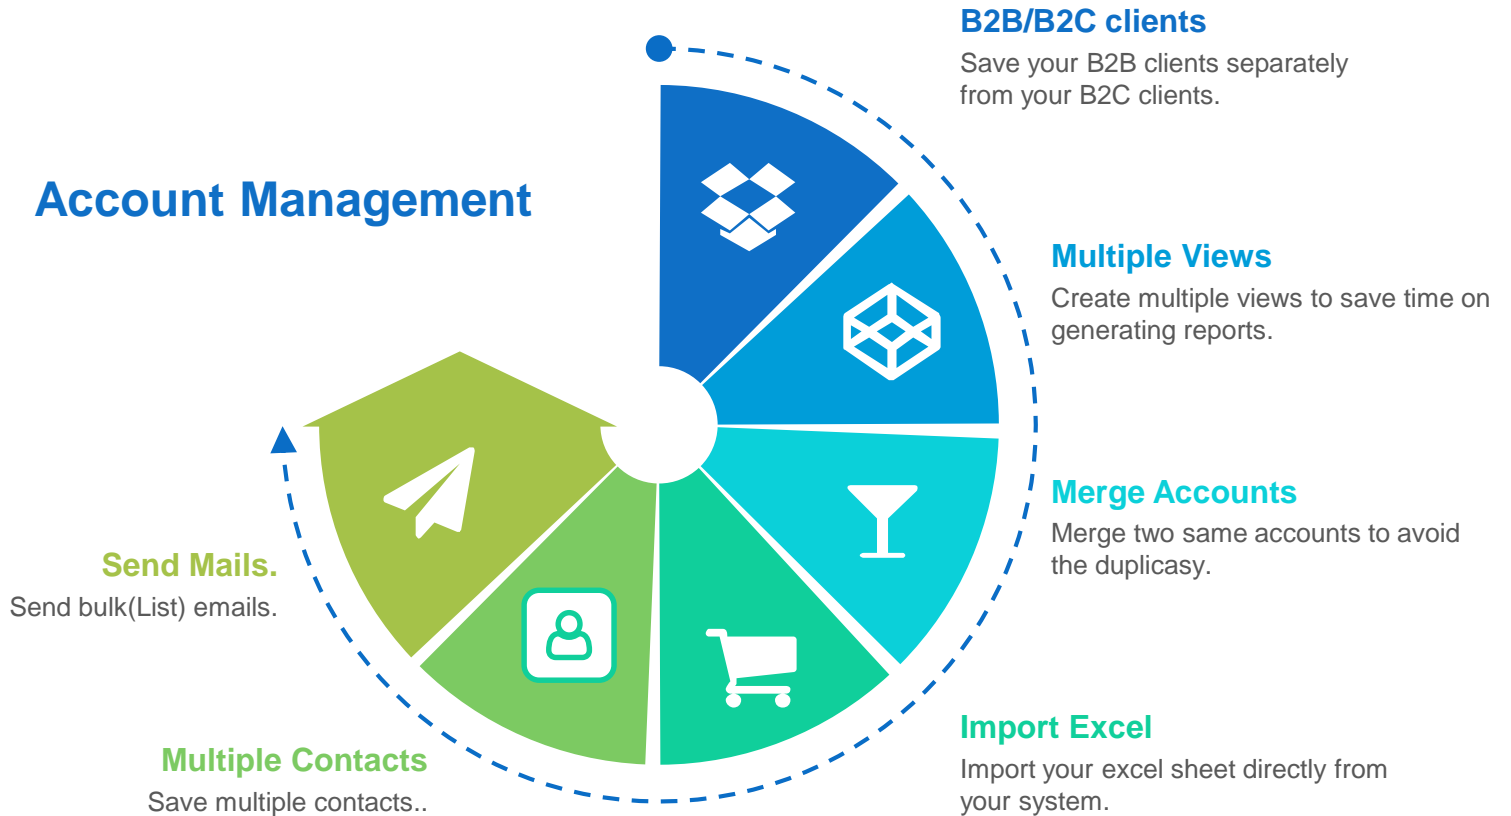 Account Management
B2B/B2C clients
Save your B2B clients separately
from your B2C clients.
Multiple Views
Create multiple views to save time on
generating reports.
Merge Accounts
Merge two same accounts to avoid
the duplicasy.
Import Excel
Import your excel sheet directly from
your system.
Multiple Contacts
Save multiple contacts..
Send Mails.
Send bulk(List) emails.